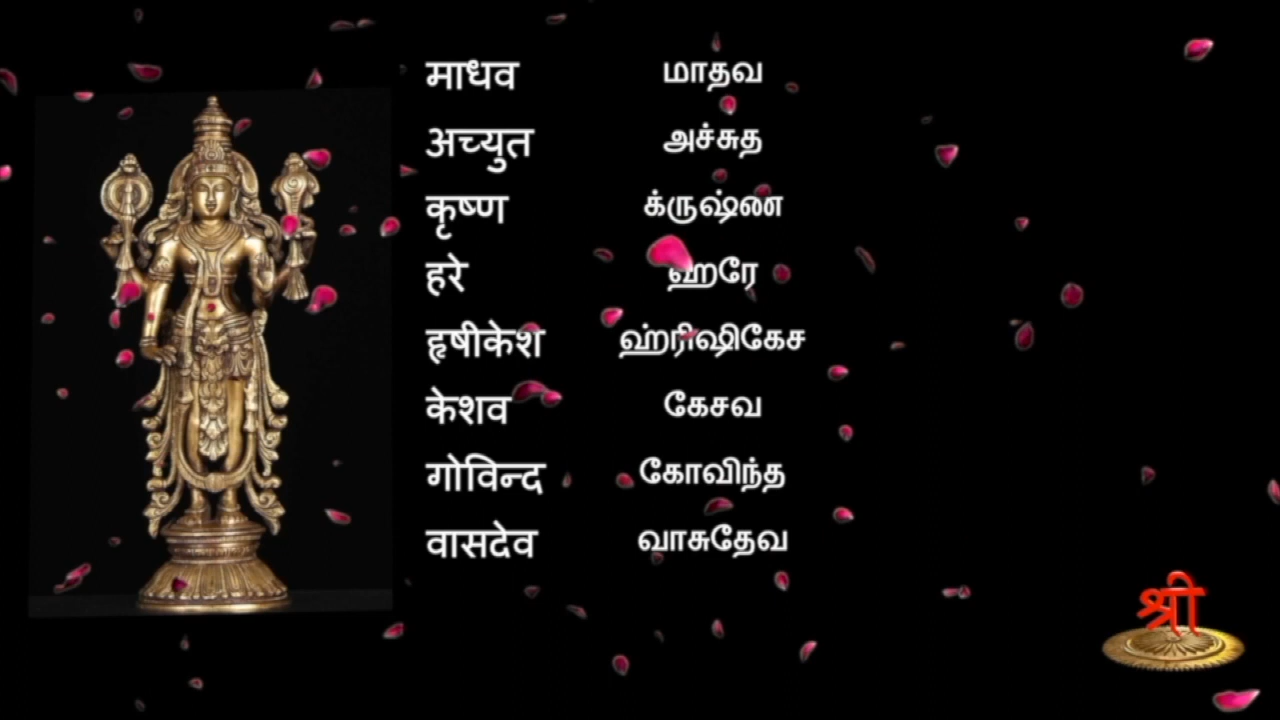 माधव மாதவ
अच्युत அச்சுத
कृष्ण க்ருஷ்ண
हरे ஹரே
हृषीकेश ஹ்ரிஷிகேச
केशव கேசவ
गोविन्द கோவிந்த
वासदेव வாசுதேவ
श्री